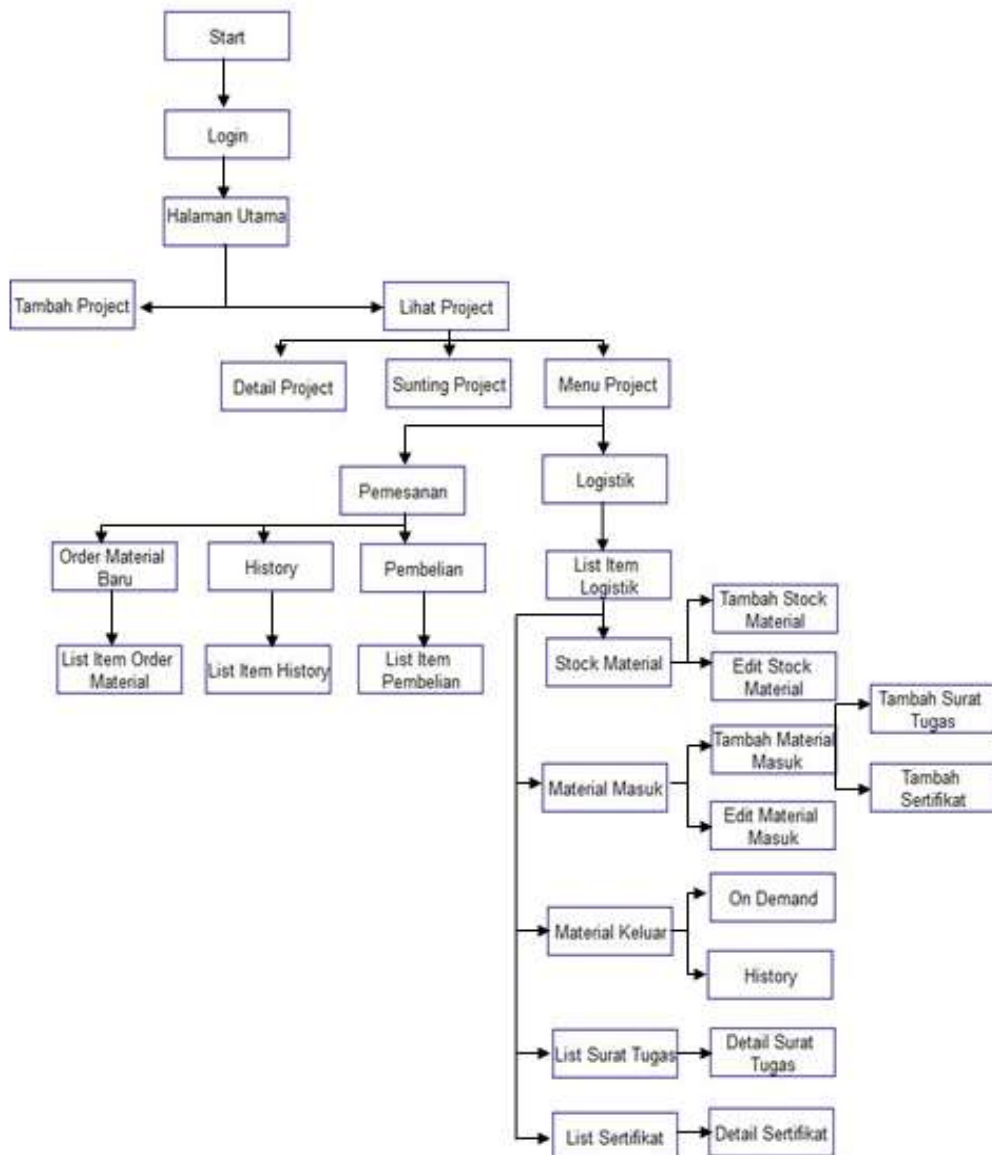 Start
Login
Halaman Utama
Tambah Project
Lihat Project
Detail Project
Sunting Project
Menu Project
Pemesanan
Logistik
Order Material
Baru
History
Pembelian
List Item
Logistik
List Item Order
Material
List Item History
List Item
Pembelian
Stock Material
Tambah Stock
Material
Edit Stock
Material
Tambah Surat
Tugas
Material Masuk
Tambah Material
Masuk
Tambah
Sertifikat
Edit Material
Masuk
Material Keluar
On Demand
History
List Surat Tugas
Detail Surat
Tugas
List Sertifikat
Detail Sertifikat